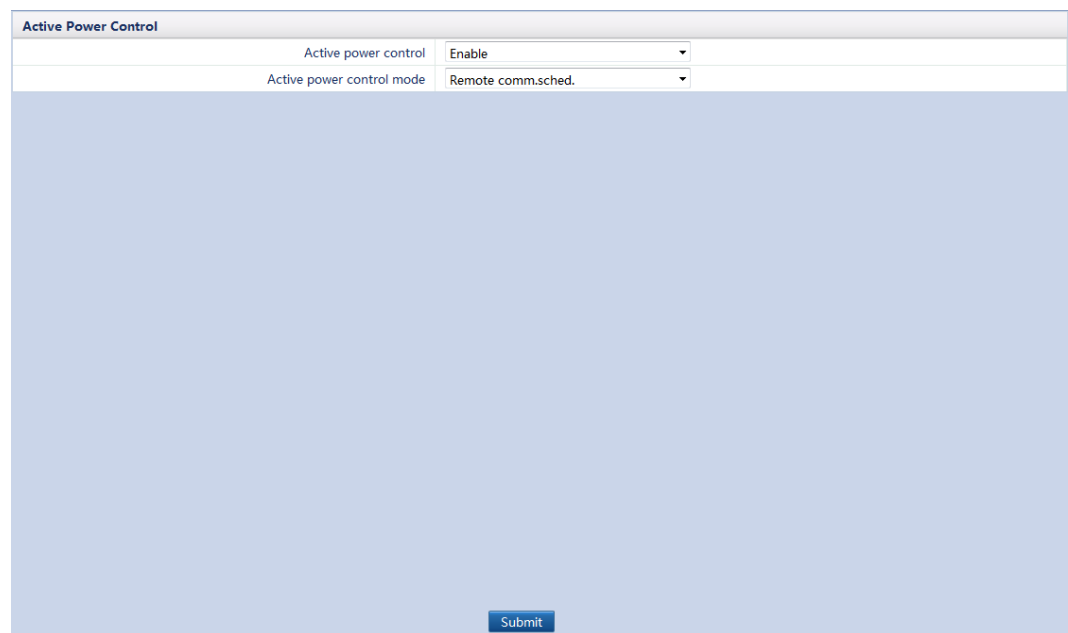 Active Power Control
Active power control Enable
Active power control mode Remote comm.sched.
Submit